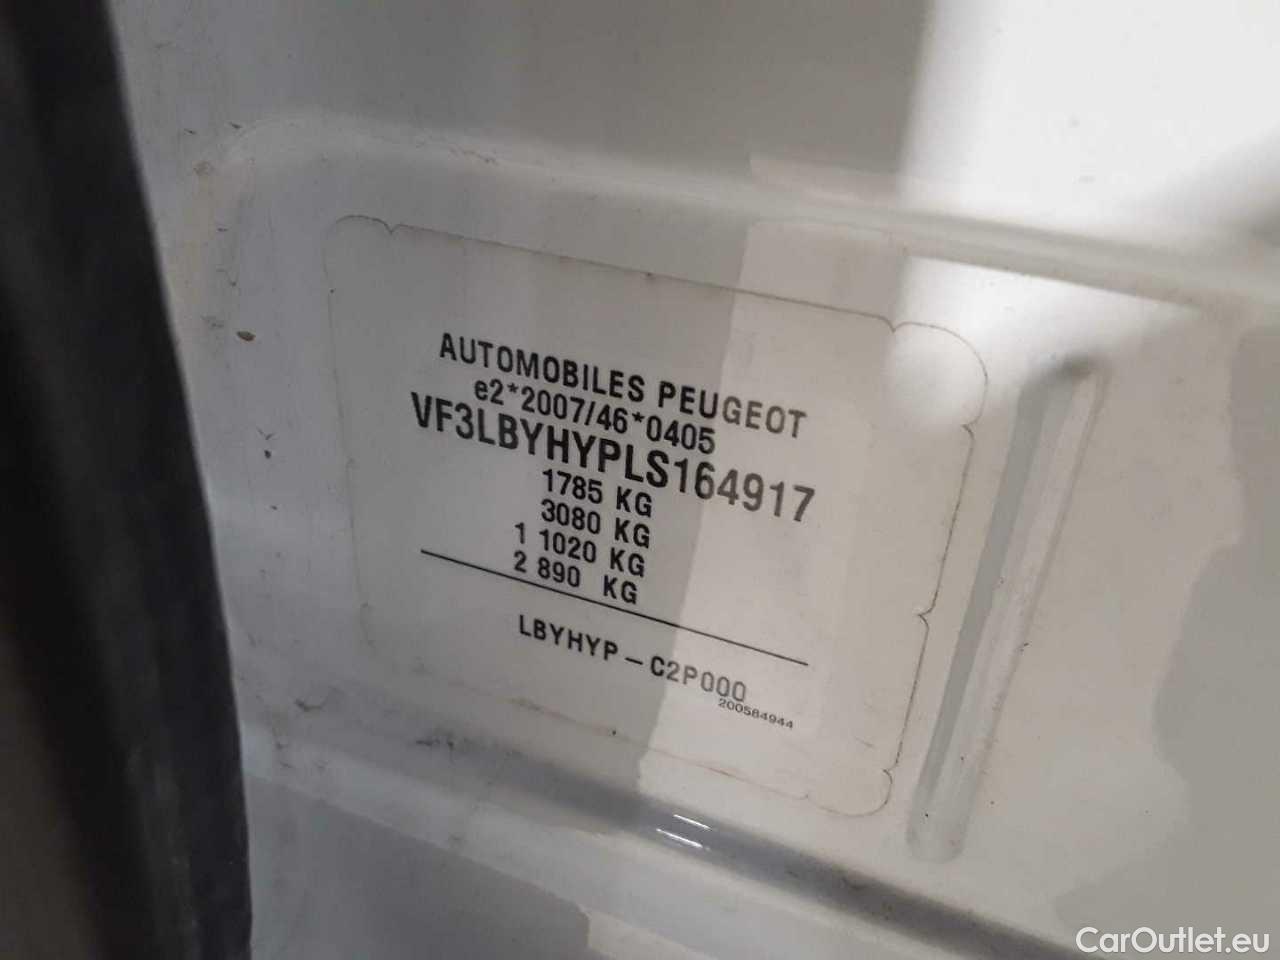 AUTOMOBILES PEUGEOT
e2*2007/46*0405
VF3LBYHYPLS164917
1785 KG
3080 KG
1 1020 KG
2 890 KG
LBYHYP – C2P000
200584944
CarOutlet.eu